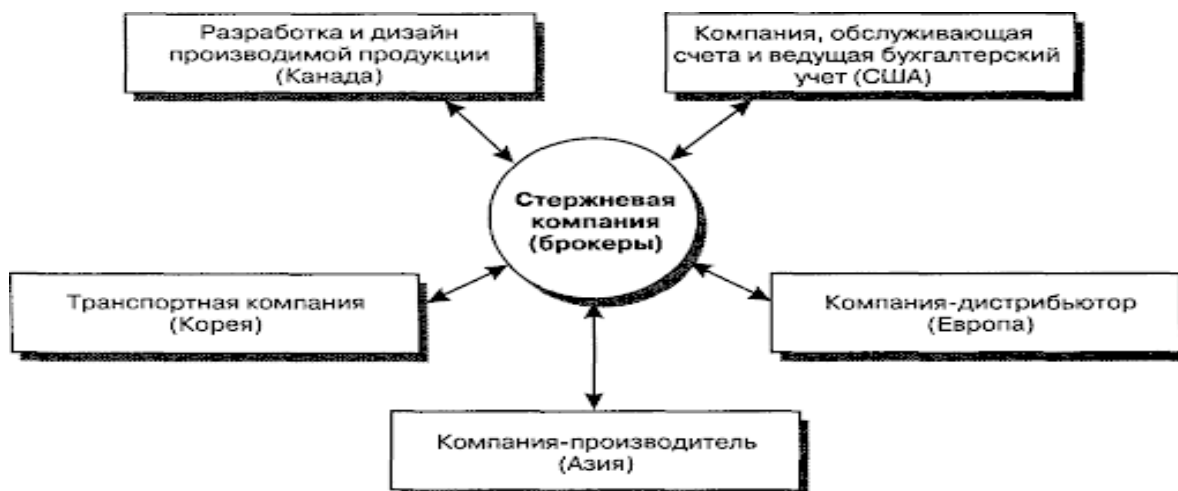 Разработка и дизайн
производимой продукции
(Канада)
Компания, обслуживающая
счета и ведущая бухгалтерский
учет (США)
Стержневая
компания
(брокеры)
Транспортная компания
(Корея)
Компания-дистрибьютор
(Европа)
Компания-производитель
(Азия)